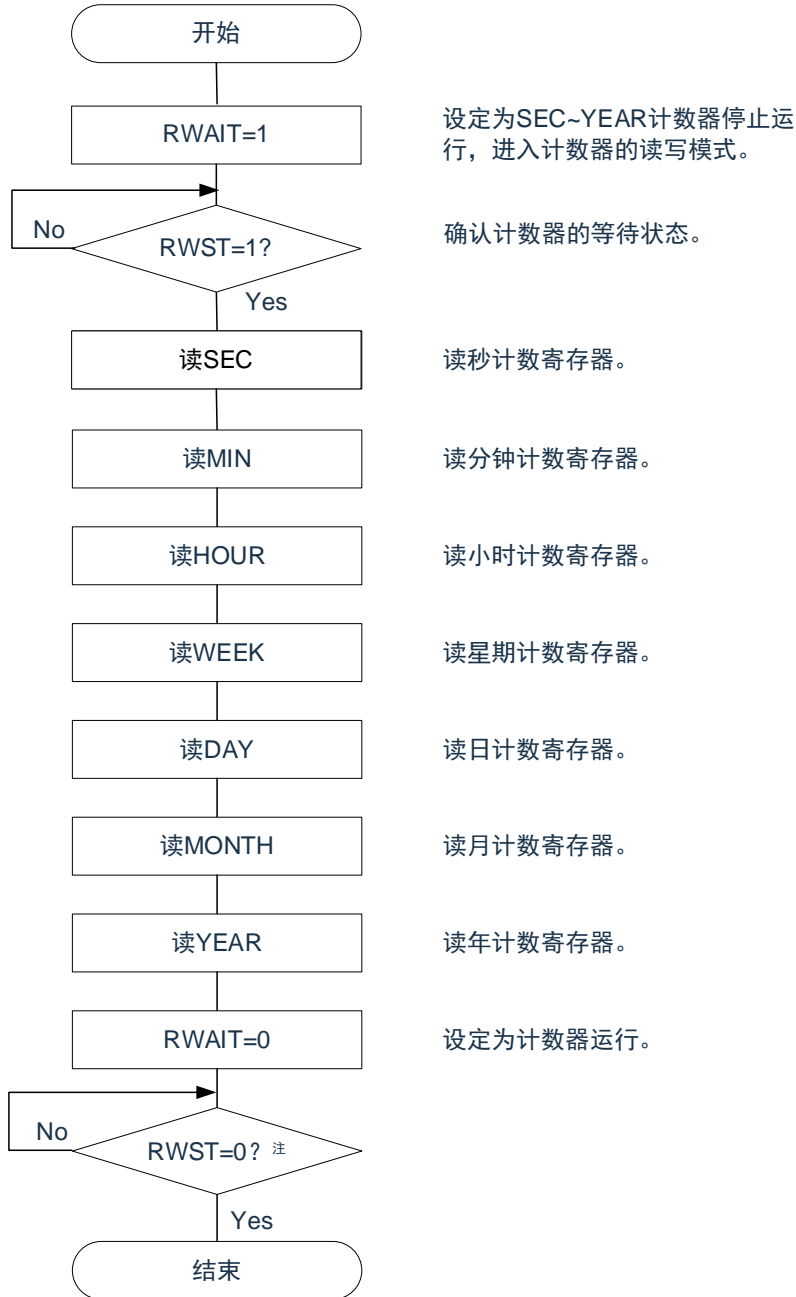 开始
RWAIT=1
设定为SEC~YEAR计数器停止运
行，进入计数器的读写模式。
No
RWST=1?
确认计数器的等待状态。
Yes
读SEC
读秒计数寄存器。
读MIN
读分钟计数寄存器。
读HOUR
读小时计数寄存器。
读WEEK
读星期计数寄存器。
读DAY
读日计数寄存器。
读MONTH
读月计数寄存器。
读YEAR
读年计数寄存器。
RWAIT=0
设定为计数器运行。
No
RWST=0? 注
Yes
结束